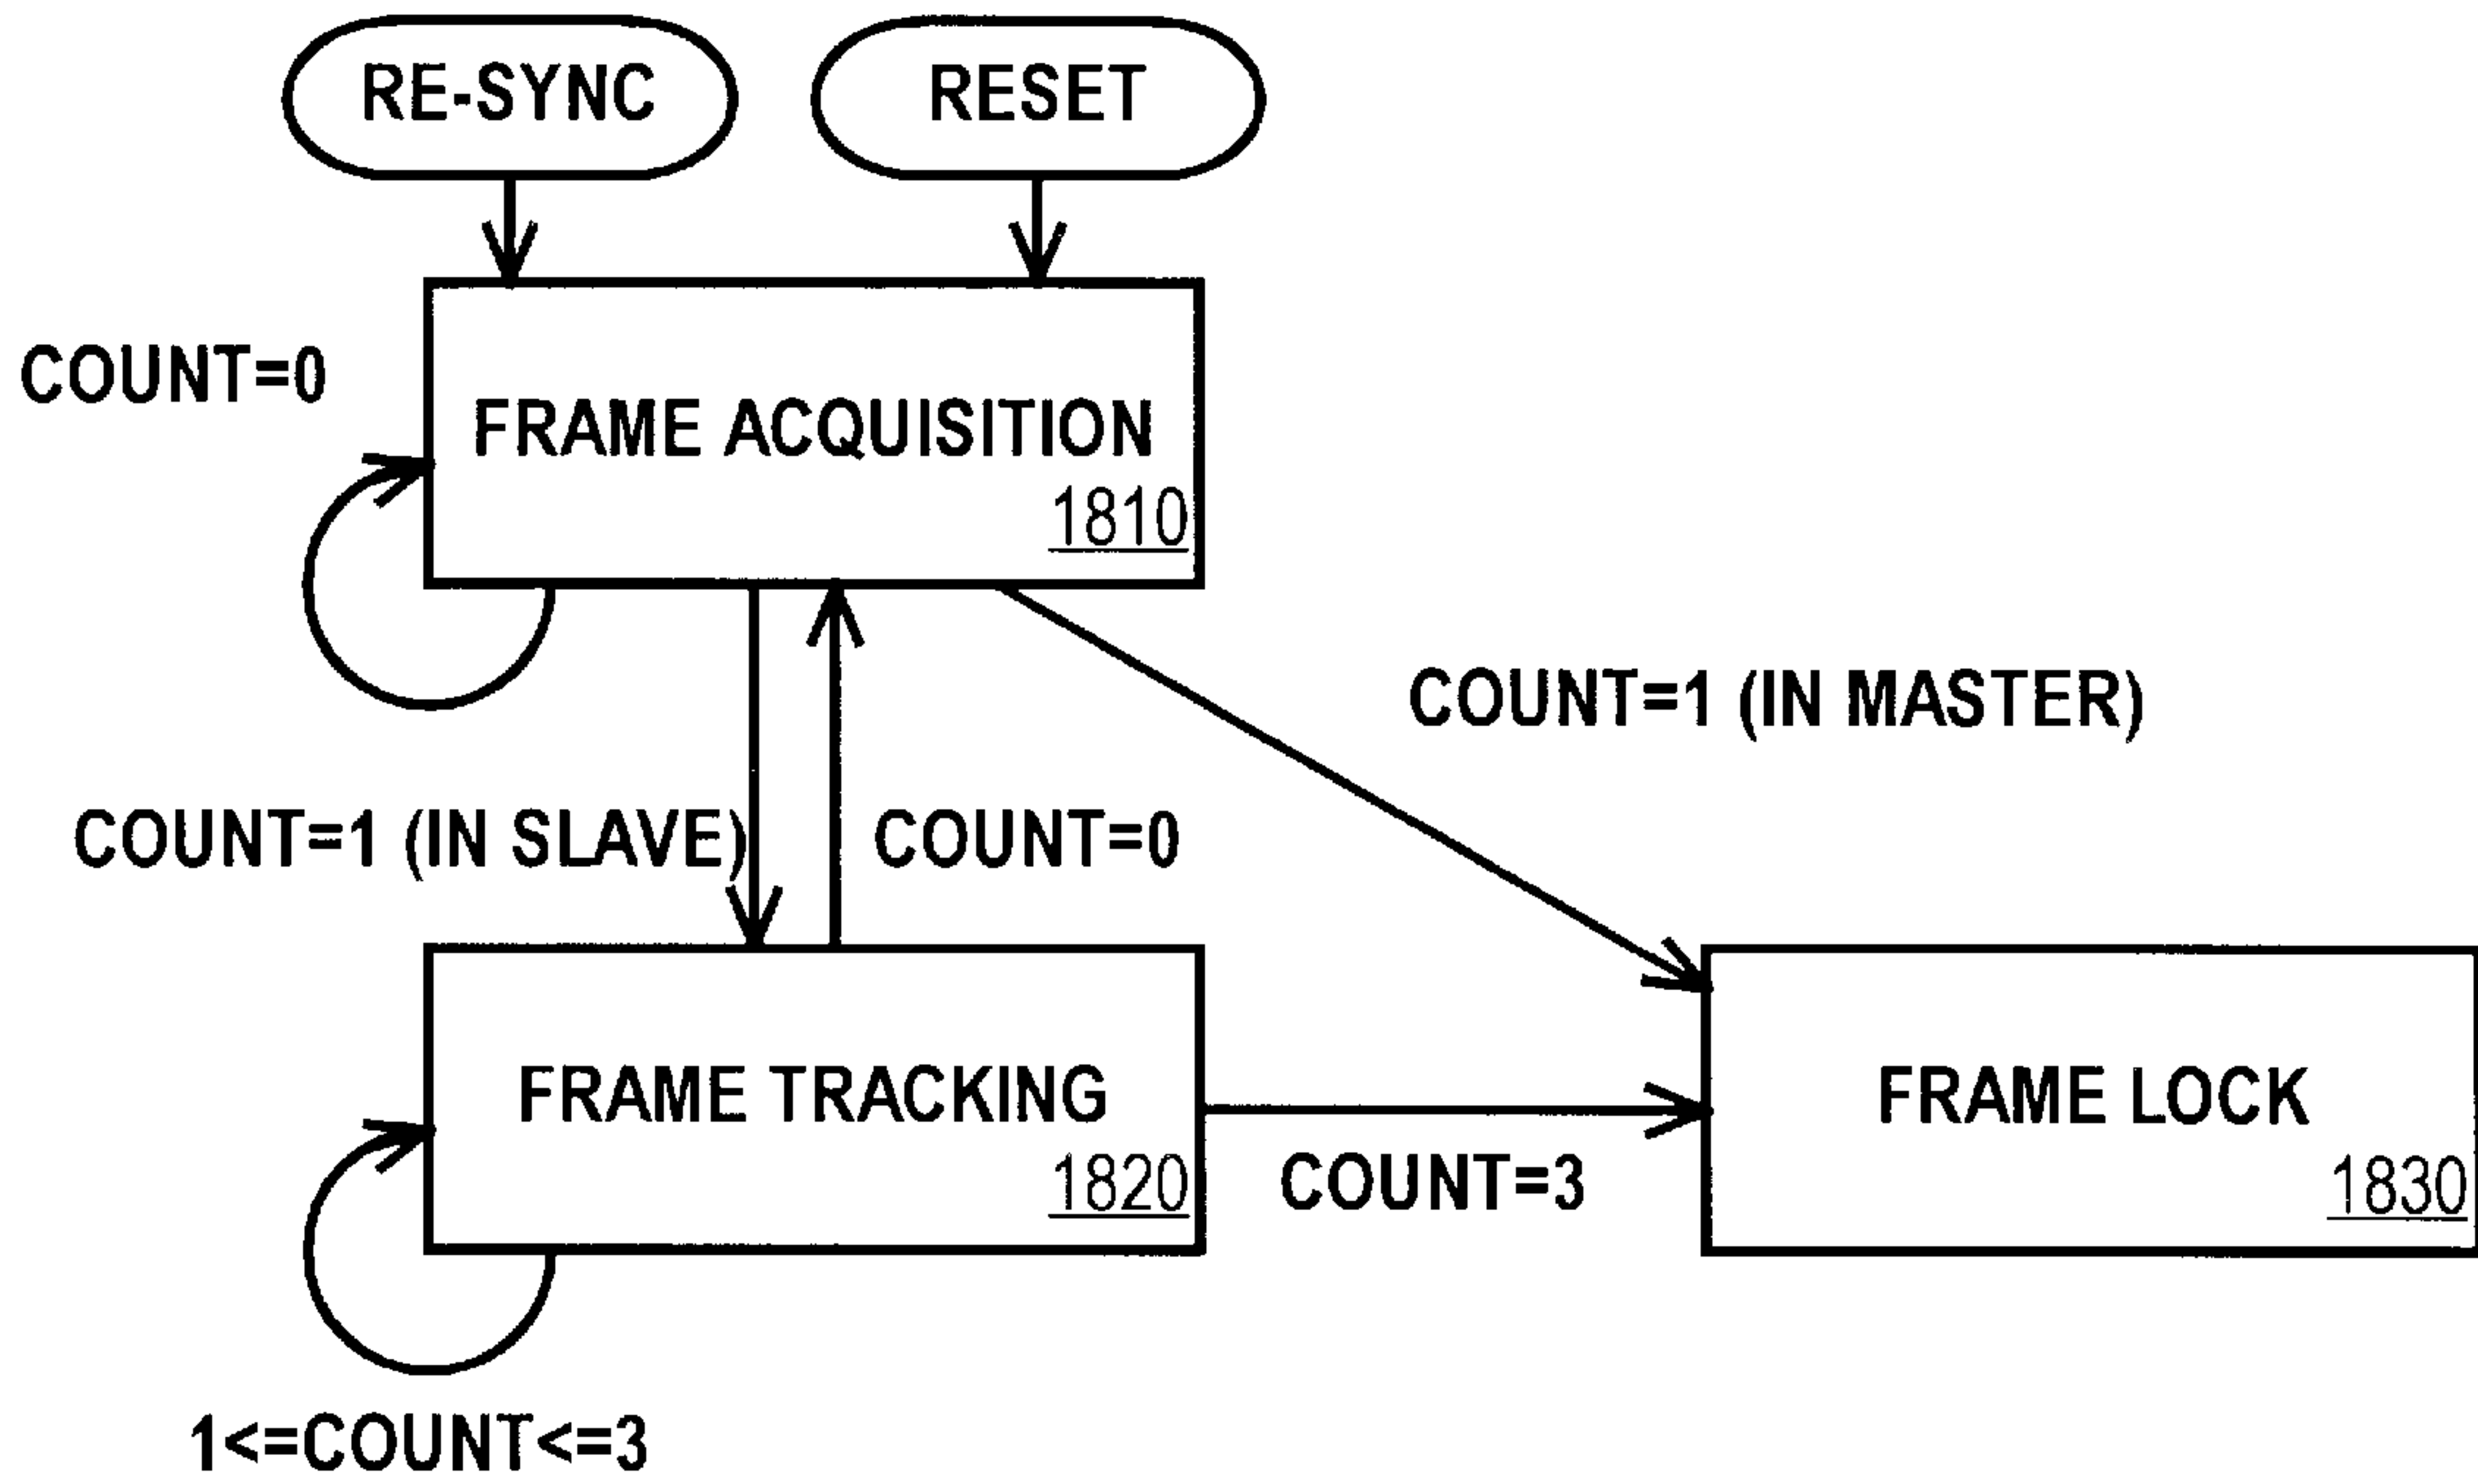 RE-SYNC
RESET
COUNT=0
FRAME ACQUISITION
1810
COUNT=1 (IN MASTER)
COUNT=1 (IN SLAVE)
COUNT=0
FRAME TRACKING
1820
COUNT=3
FRAME LOCK
1830
1<=COUNT<=3